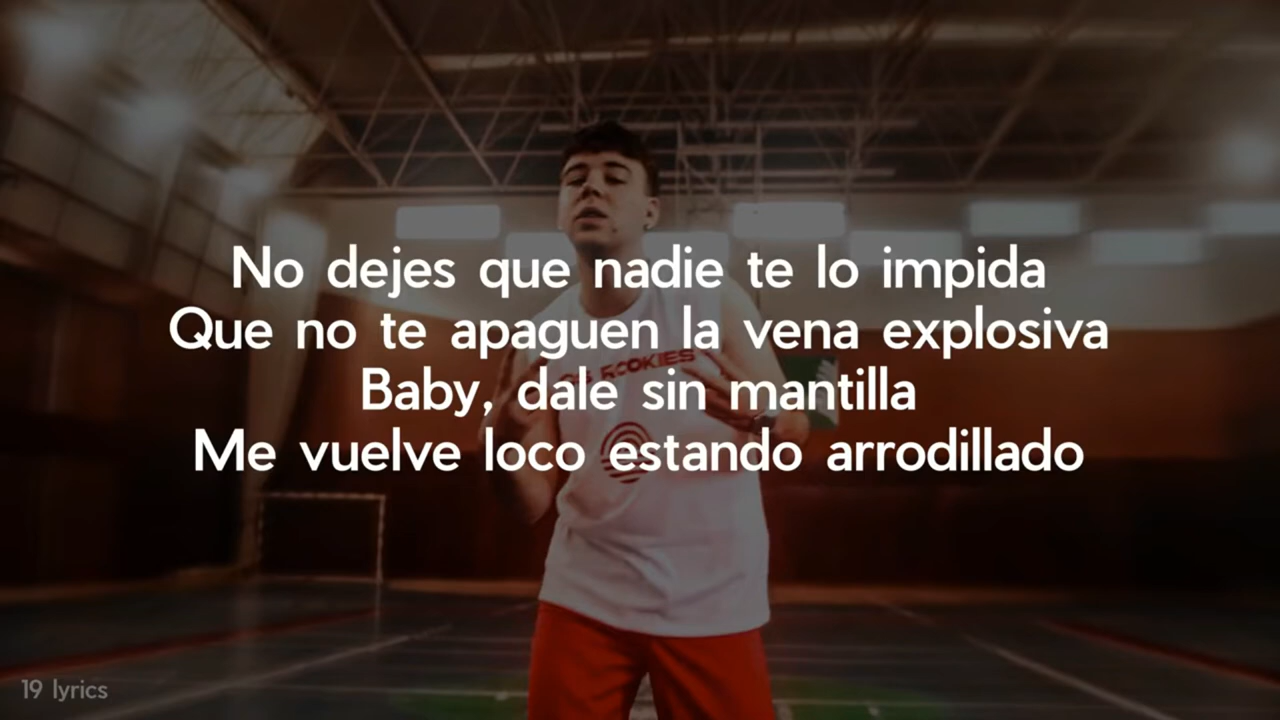 No dejes que nadie te lo impida
Que no te apaguen la vena explosiva
Baby, dale sin mantilla
Me vuelve loco estando arrodillado
ROOKIES
19 lyrics